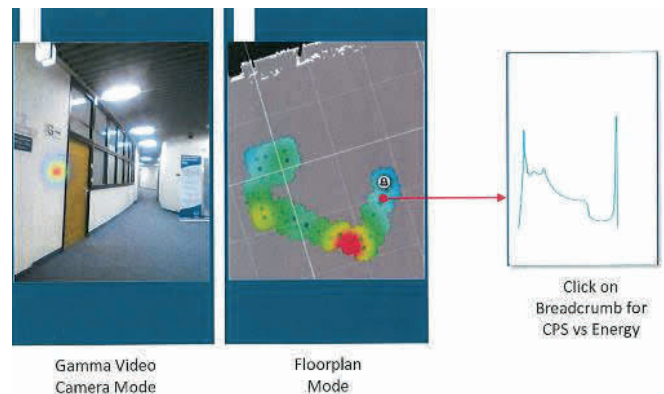 Gamma Video
Camera Mode
Floorplan
Mode
Click on
Breadcrumb for
CPS vs Energy